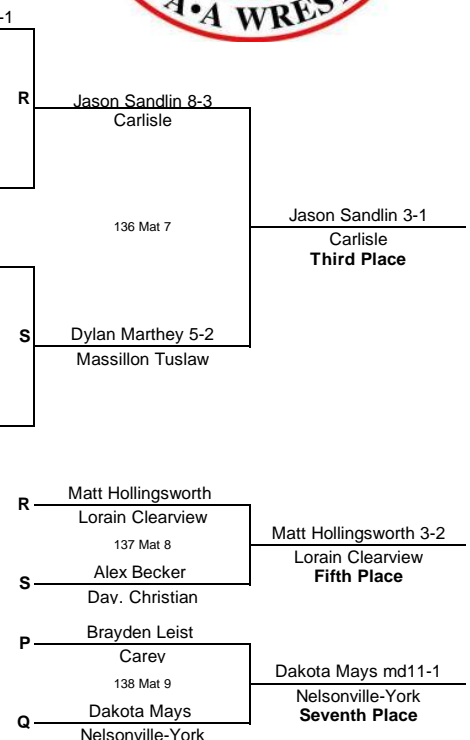 -1
A•A WREST
R
Jason Sandlin 8-3
Carlisle
136 Mat 7
Jason Sandlin 3-1
Carlisle
Third Place
S
Dylan Marthey 5-2
Massillon Tuslaw
R
Matt Hollingsworth
Lorain Clearview
137 Mat 8
S
Alex Becker
Day. Christian
Matt Hollingsworth 3-2
Lorain Clearview
Fifth Place
P
Brayden Leist
Carey
138 Mat 9
Q
Dakota Mays
Nelsonville-York
Dakota Mays md11-1
Nelsonville-York
Seventh Place